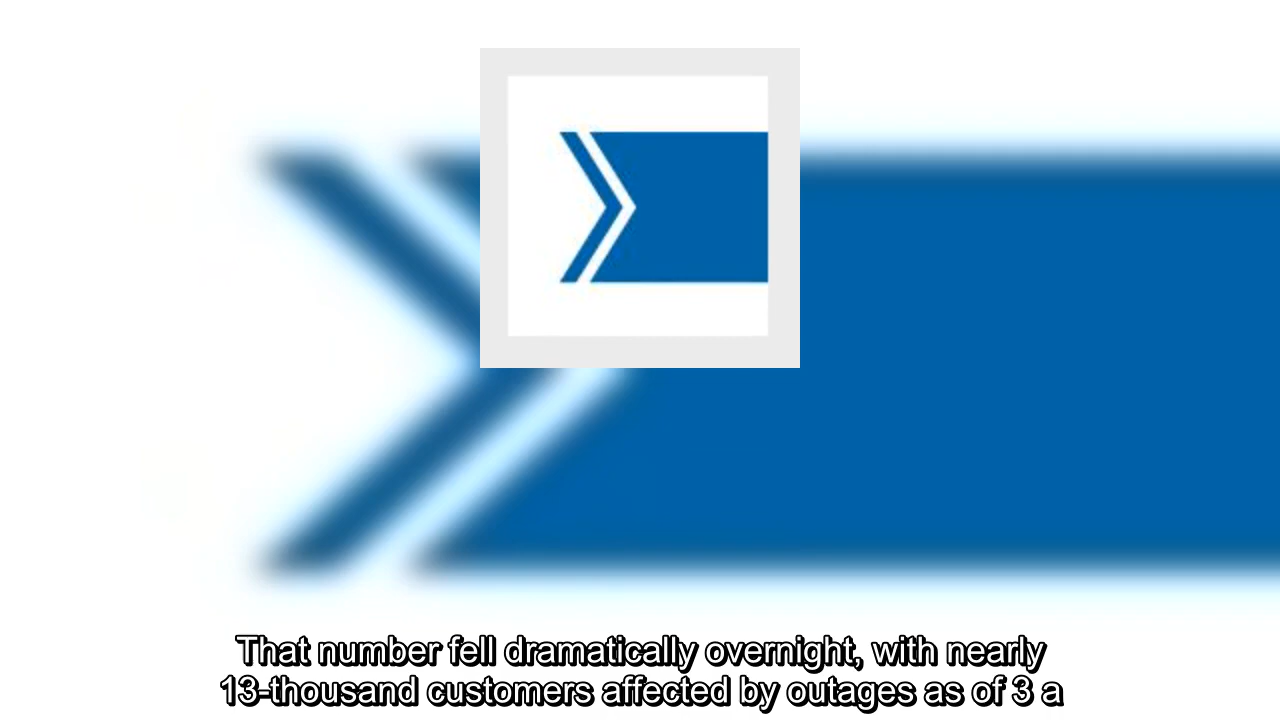 That number fell dramatically overnight, with nearly
13-thousand customers affected by outages as of 3 a